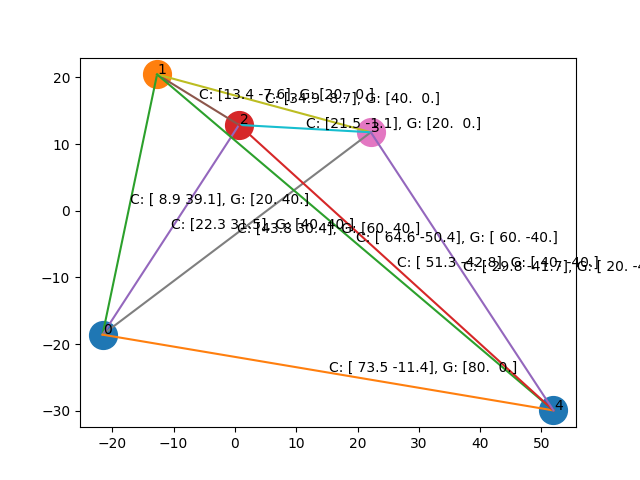 20
10
0
−10
−20
−30
−20
−10
0
10
20
30
40
50
1
2
3
0
4
C: [13.4 -7.6], G: [20. 0.]
C: [34.9 -8.7], G: [40. 0.]
C: [21.5 -1.1], G: [20. 0.]
C: [ 8.9 39.1], G: [20. 40.]
C: [22.3 31.5], G: [40. 40.]
C: [43.8 30.4], G: [60. 40.]
C: [ 64.6 -50.4], G: [ 60. -40.]
C: [ 51.3 -42.8], G: [ 40. -40.]
C: [ 29.8 -41.7], G: [ 20. -4
C: [ 73.5 -11.4], G: [80. 0.]